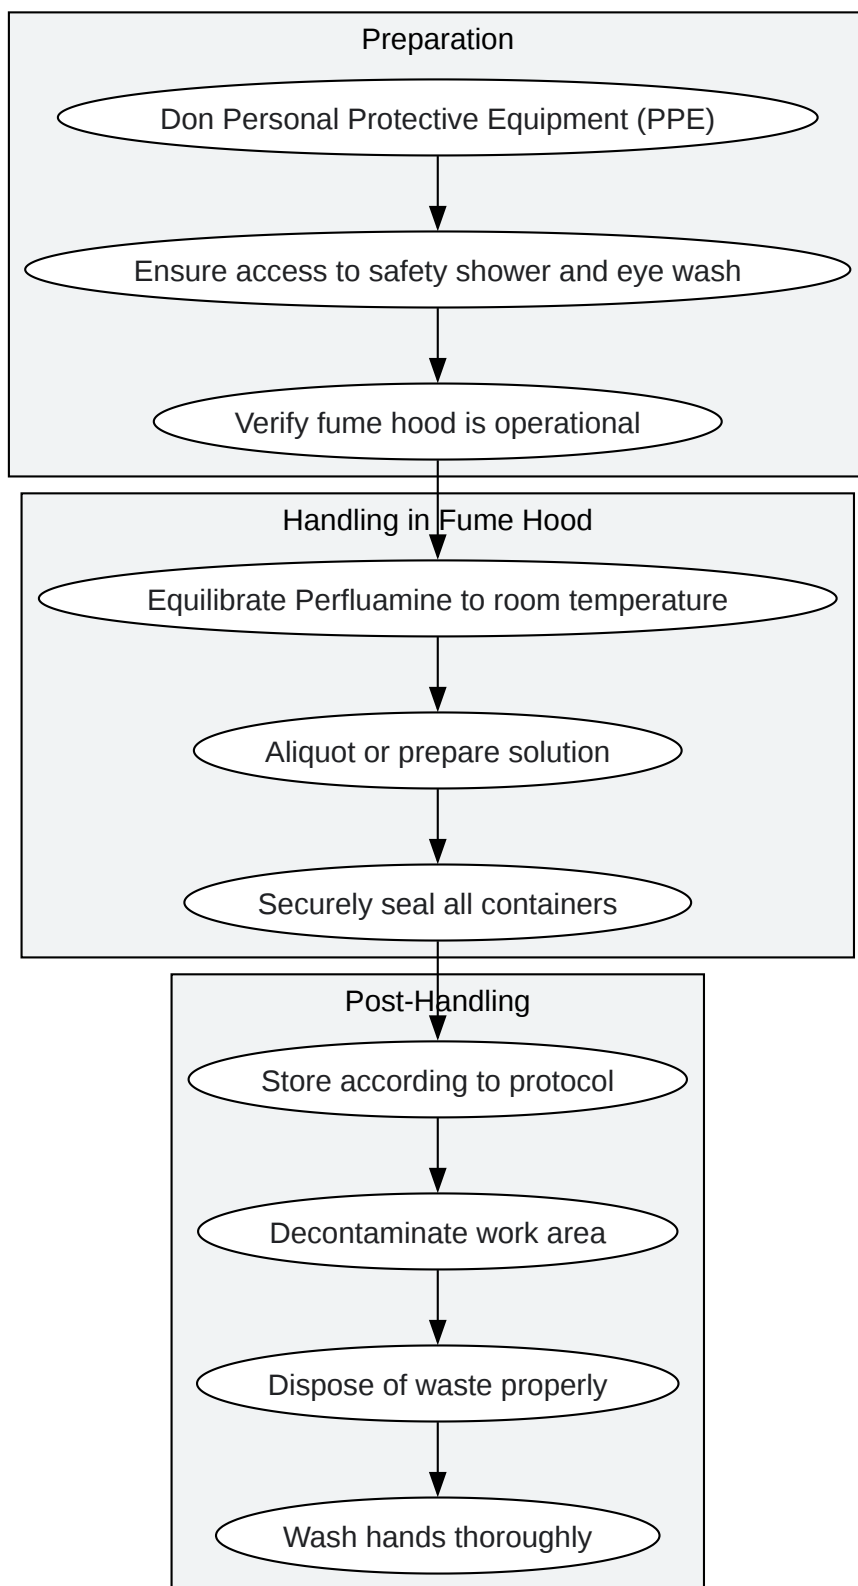 Preparation
Don Personal Protective Equipment (PPE)
Ensure access to safety shower and eye wash
Verify fume hood is operational
Handling in Fume Hood
Equilibrate Perfluamine to room temperature
Aliquot or prepare solution
Securely seal all containers
Post-Handling
Store according to protocol
Decontaminate work area
Dispose of waste properly
Wash hands thoroughly